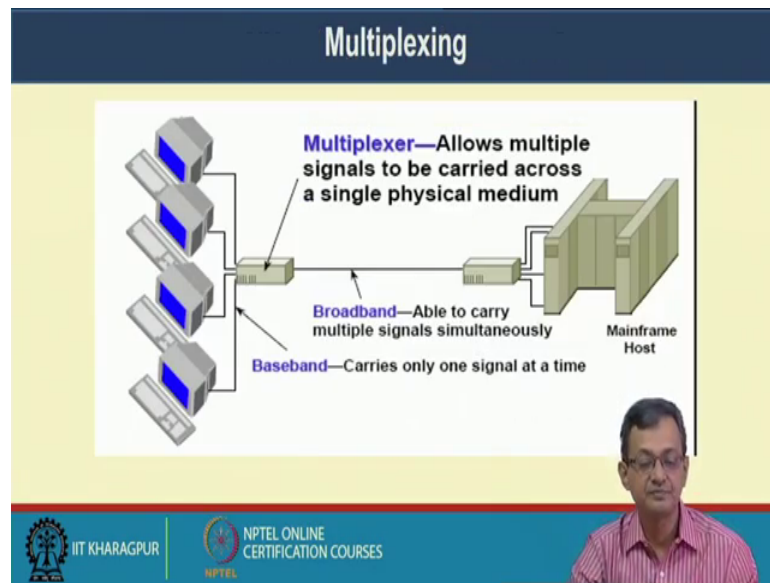 Multiplexing
Multiplexer—Allows multiple
signals to be carried across
a single physical medium
Broadband—Able to carry
multiple signals simultaneously
Mainframe
Host
Baseband—Carries only one signal at a time
IIT KHARAGPUR
NPTEL
NPTEL ONLINE
CERTIFICATION COURSES